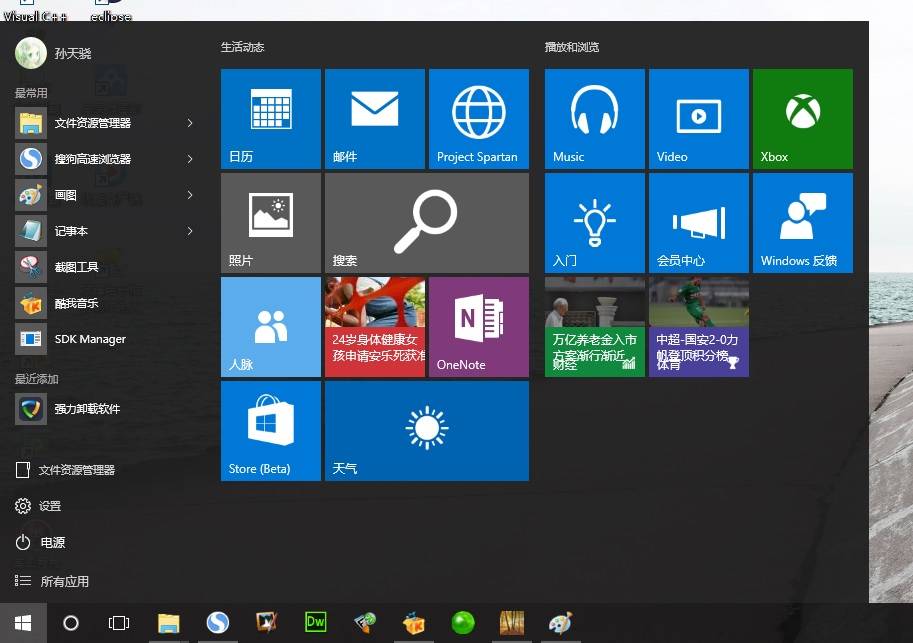 Visual C++
eclipse
孙天骁
最常用
文件资源管理器
搜狗高速浏览器
画图
记事本
截图工具
酷我音乐
SDK Manager
最近添加
强力卸载软件
文件资源管理器
设置
电源
所有应用
生活动态
日历
邮件
Project Spartan
照片
搜索
人脉
24岁身体健康女
孩申请安乐死获准
OneNote
Store (Beta)
天气
播放和浏览
Music
Video
Xbox
入门
会员中心
Windows 反馈
万亿养老金入市
方案渐行渐近
财经
中超-国安2-0力
帆登顶积分榜
体育
Dw